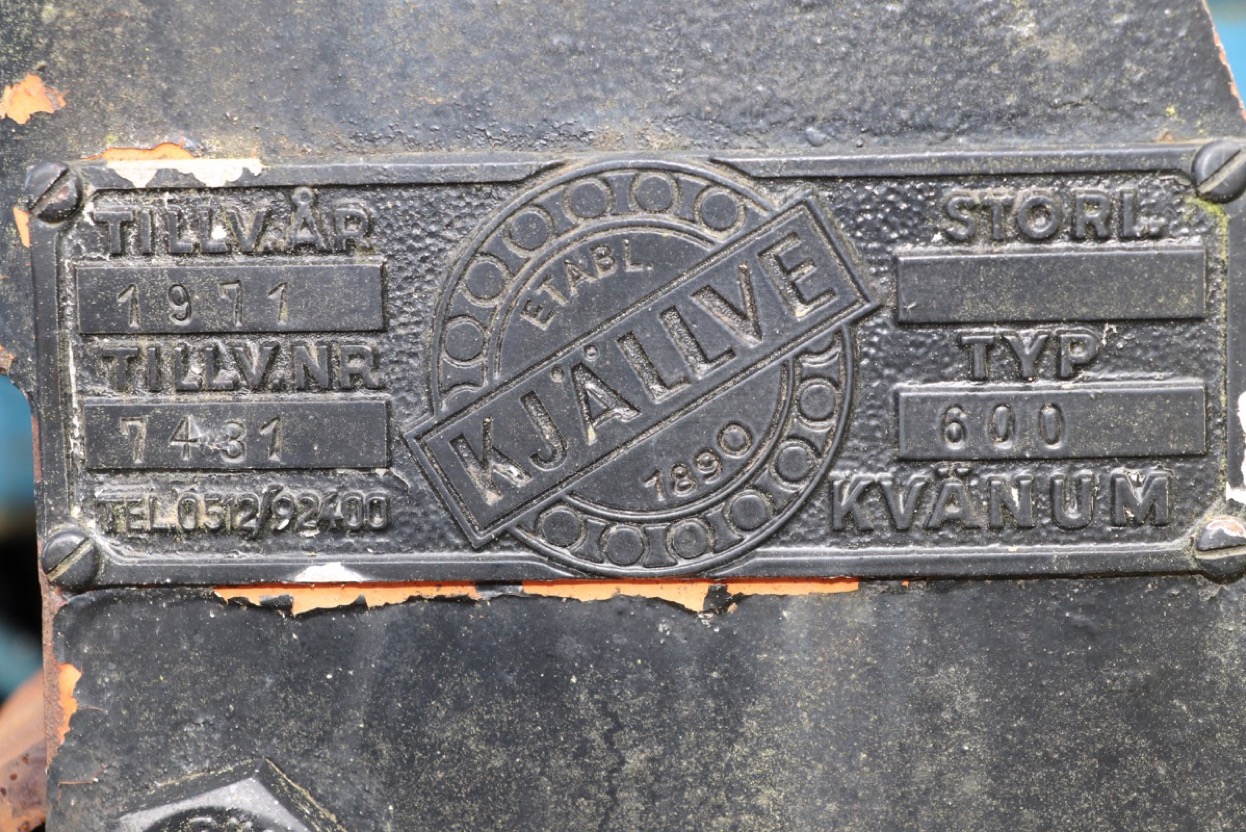 TILLV.ÅR
1971
TILLV.NR
7431
TEL.0512/92400
ETABL.
KJÄLLVE
1890
STORL.
TYP
600
KVÄNUM